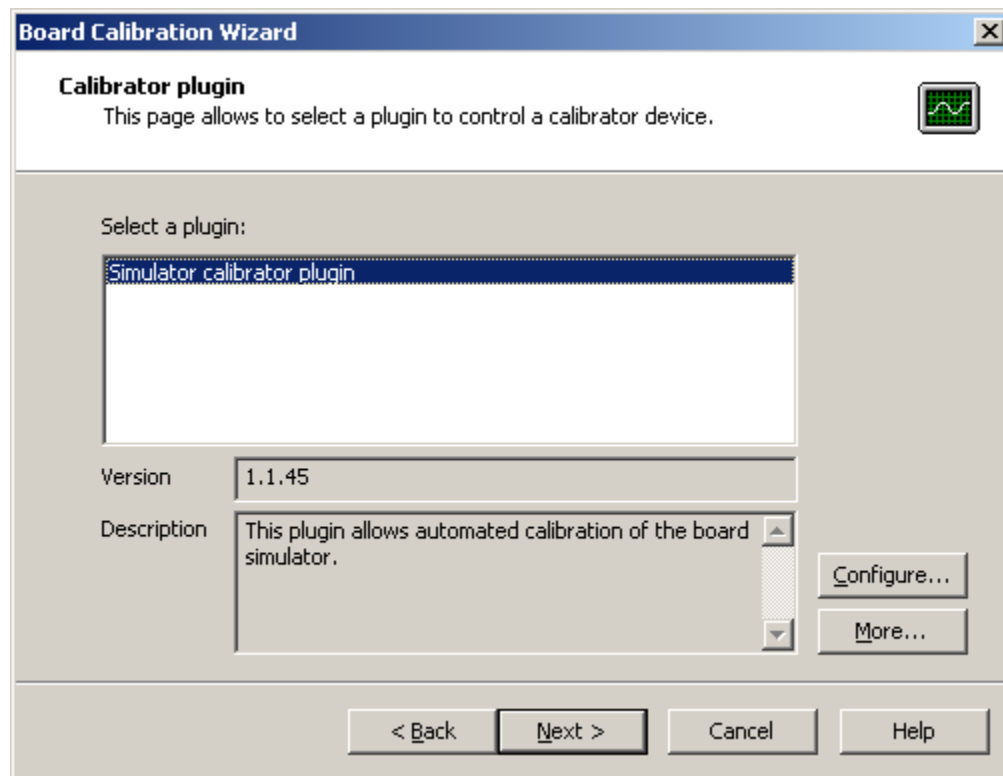 Board Calibration Wizard
Calibrator plugin
This page allows to select a plugin to control a calibrator device.
Select a plugin:
Simulator calibrator plugin
Version
1.1.45
Description
This plugin allows automated calibration of the board
simulator.
Configure...
More...
< Back
Next >
Cancel
Help